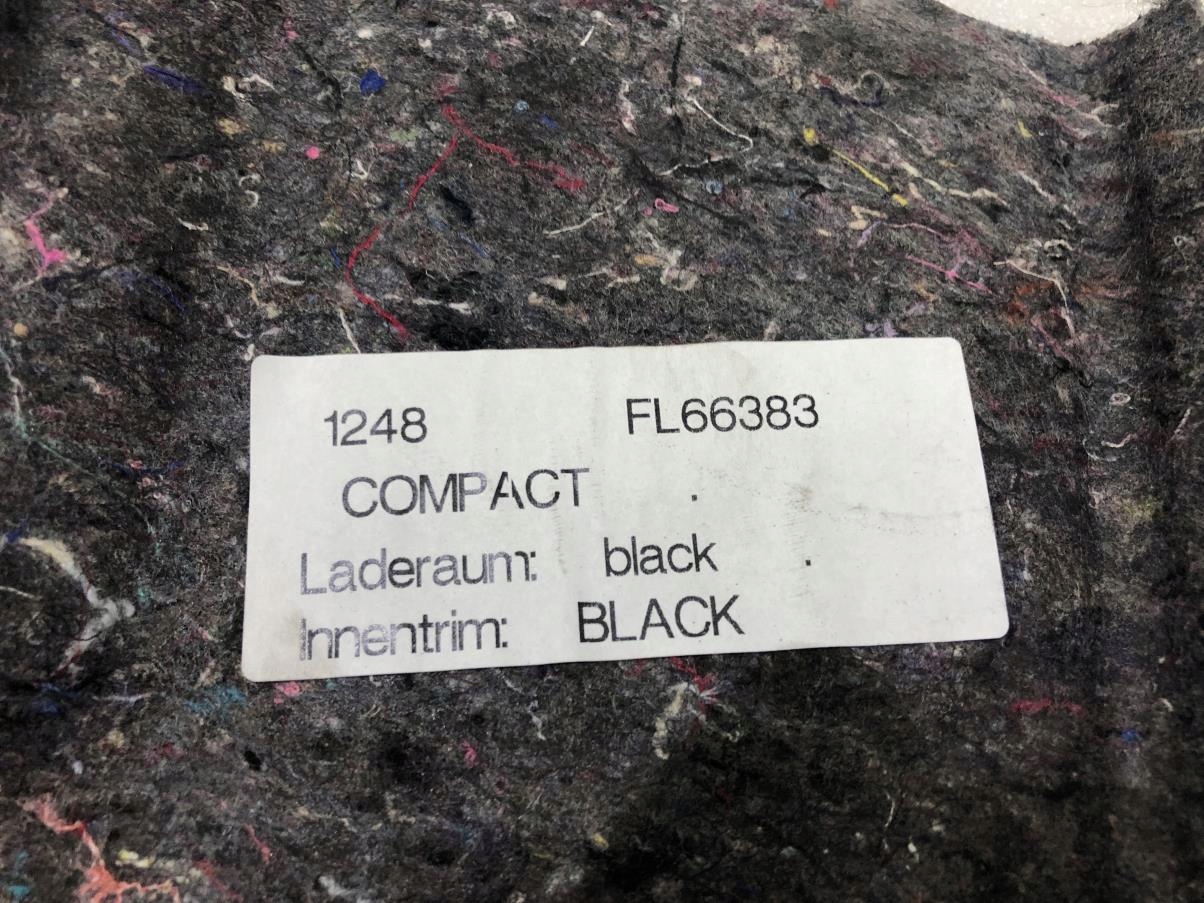 1248 FL66383
COMPACT .
Laderaum: black .
Innentrim: BLACK